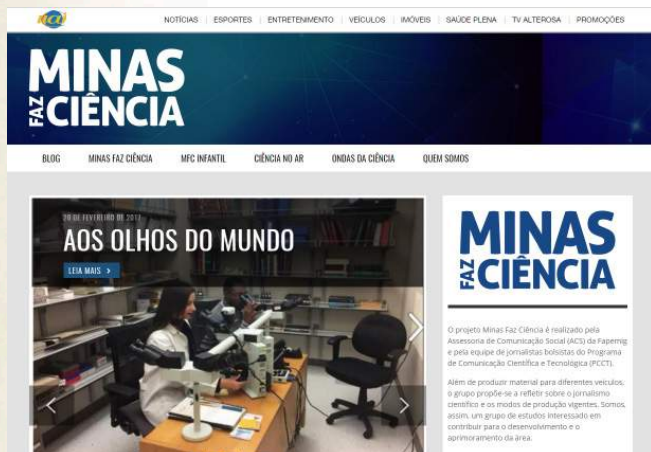 uai
NOTÍCIAS | ESPORTES | ENTRETENIMENTO | VEÍCULOS | IMÓVEIS | SAÚDE PLENA | TV ALTEROSA | PROMOÇÕES
MINAS
FAZ CIÊNCIA
BLOG MINAS FAZ CIÊNCIA MFC INFANTIL CIÊNCIA NO AR ONDAS DA CIÊNCIA QUEM SOMOS
DE FEVEREIRO DE
AOS OLHOS DO MUNDO
LEIA MAIS >
MINAS
FAZ CIÊNCIA
O projeto Minas Faz Ciência é realizado pela
Assessoria de Comunicação Social (ACS) da Fapemig
e pela equipe de jornalistas bolsistas do Programa
de Comunicação Científica e Tecnológica (PCCT).
Além de produzir material para diferentes veículos,
o grupo propõe-se a refletir sobre o jornalismo
científico e os modos de produção vigentes. Somos,
assim, um grupo de estudos interessado em
contribuir para o desenvolvimento e o
aprimoramento da área.